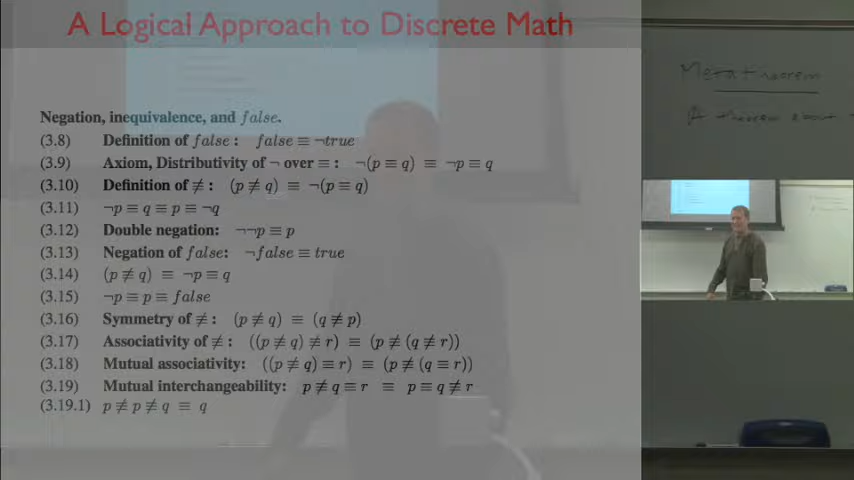 A Logical Approach to Discrete Math
Negation, inequivalence, and false.
(3.8) Definition of false : false ≡ ¬true
(3.9) Axiom, Distributivity of ¬ over ≡ : ¬(p ≡ q) ≡ ¬p ≡ q
(3.10) Definition of ≢ : (p ≢ q) ≡ ¬(p ≡ q)
(3.11) ¬p ≡ q ≡ p ≡ ¬q
(3.12) Double negation: ¬¬p ≡ p
(3.13) Negation of false: ¬false ≡ true
(3.14) (p ≢ q) ≡ ¬p ≡ q
(3.15) ¬p ≡ p ≡ false
(3.16) Symmetry of ≢ : (p ≢ q) ≡ (q ≢ p)
(3.17) Associativity of ≢ : ((p ≢ q) ≢ r) ≡ (p ≢ (q ≢ r))
(3.18) Mutual associativity: ((p ≢ q) ≡ r) ≡ (p ≢ (q ≡ r))
(3.19) Mutual interchangeability: p ≢ q ≡ r ≡ p ≡ q ≢ r
(3.19.1) p ≢ p ≢ q ≡ q
Metatheorem
A theorem about